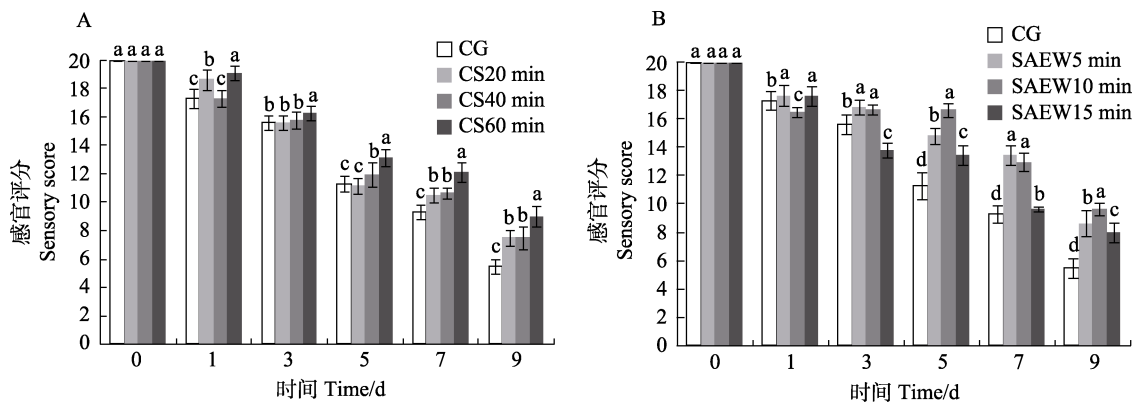 A
CG
CS20 min
CS40 min
CS60 min
感官评分
Sensory score
20
18
16
14
12
10
8
6
4
2
0
a a a a
c b c a
b b b a
c c b a
c b b a
c b b a
0 1 3 5 7 9
时间 Time/d
B
CG
SAEW5 min
SAEW10 min
SAEW15 min
感官评分
Sensory score
20
18
16
14
12
10
8
6
4
2
0
a a a a
b a c a
b a a c
d b a c
d a a b
d b a c
0 1 3 5 7 9
时间 Time/d